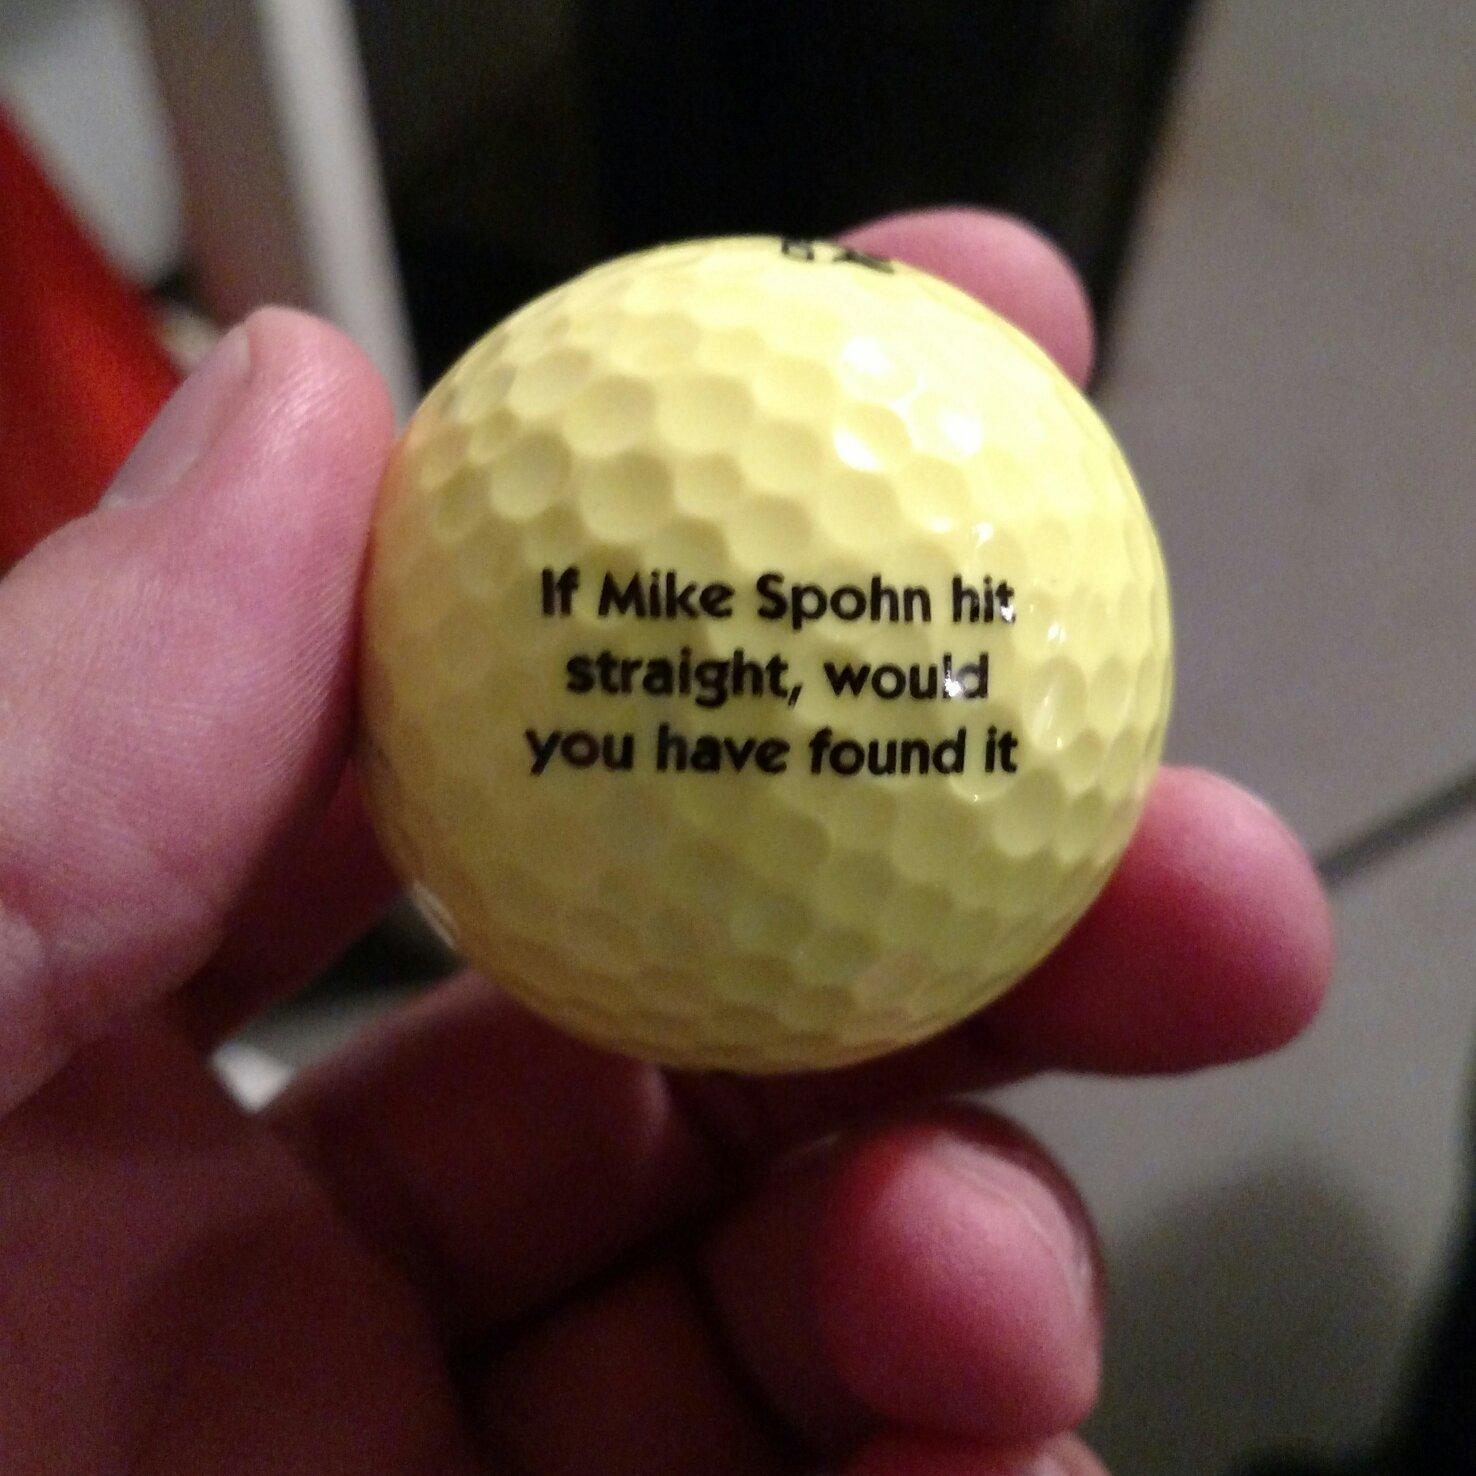 If Mike Spohn hit
straight, would
you have found it